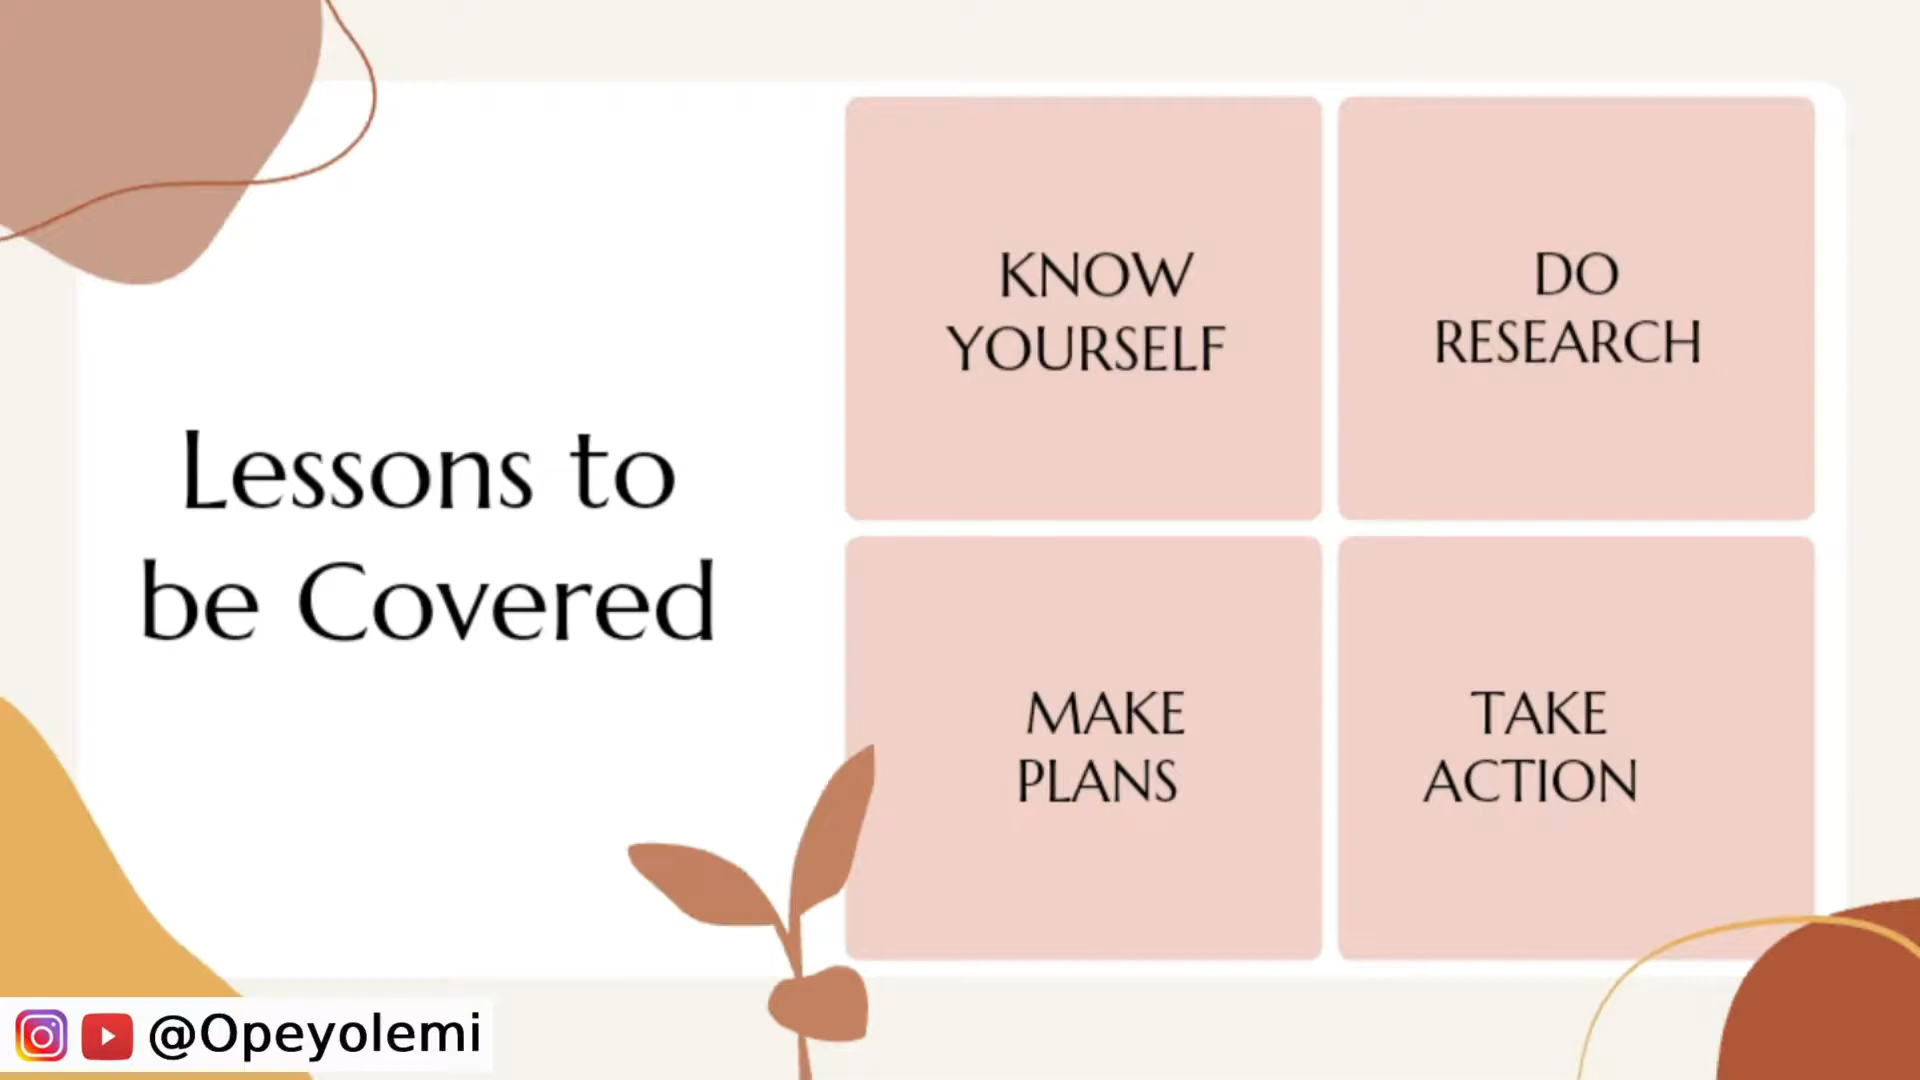 Lessons to
be Covered
KNOW
YOURSELF
DO
RESEARCH
MAKE
PLANS
TAKE
ACTION
@Opeyolemi